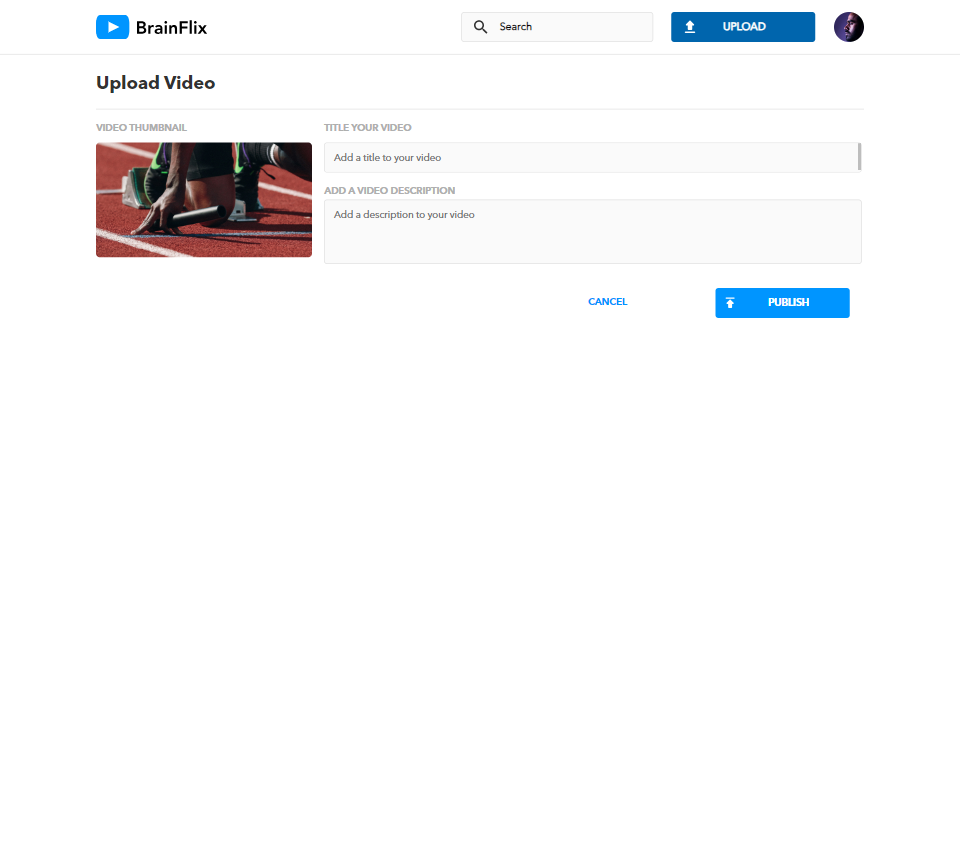 BrainFlix
Search
UPLOAD
Upload Video
VIDEO THUMBNAIL
TITLE YOUR VIDEO
Add a title to your video
ADD A VIDEO DESCRIPTION
Add a description to your video
CANCEL
PUBLISH